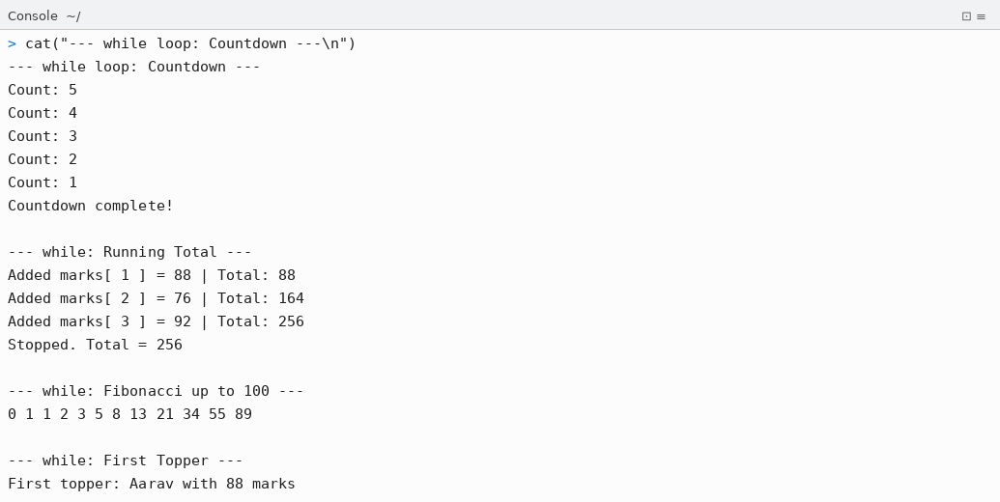 Console ~/
> cat("--- while loop: Countdown ---\n")
--- while loop: Countdown ---
Count: 5
Count: 4
Count: 3
Count: 2
Count: 1
Countdown complete!

--- while: Running Total ---
Added marks[ 1 ] = 88 | Total: 88
Added marks[ 2 ] = 76 | Total: 164
Added marks[ 3 ] = 92 | Total: 256
Stopped. Total = 256

--- while: Fibonacci up to 100 ---
0 1 1 2 3 5 8 13 21 34 55 89

--- while: First Topper ---
First topper: Aarav with 88 marks